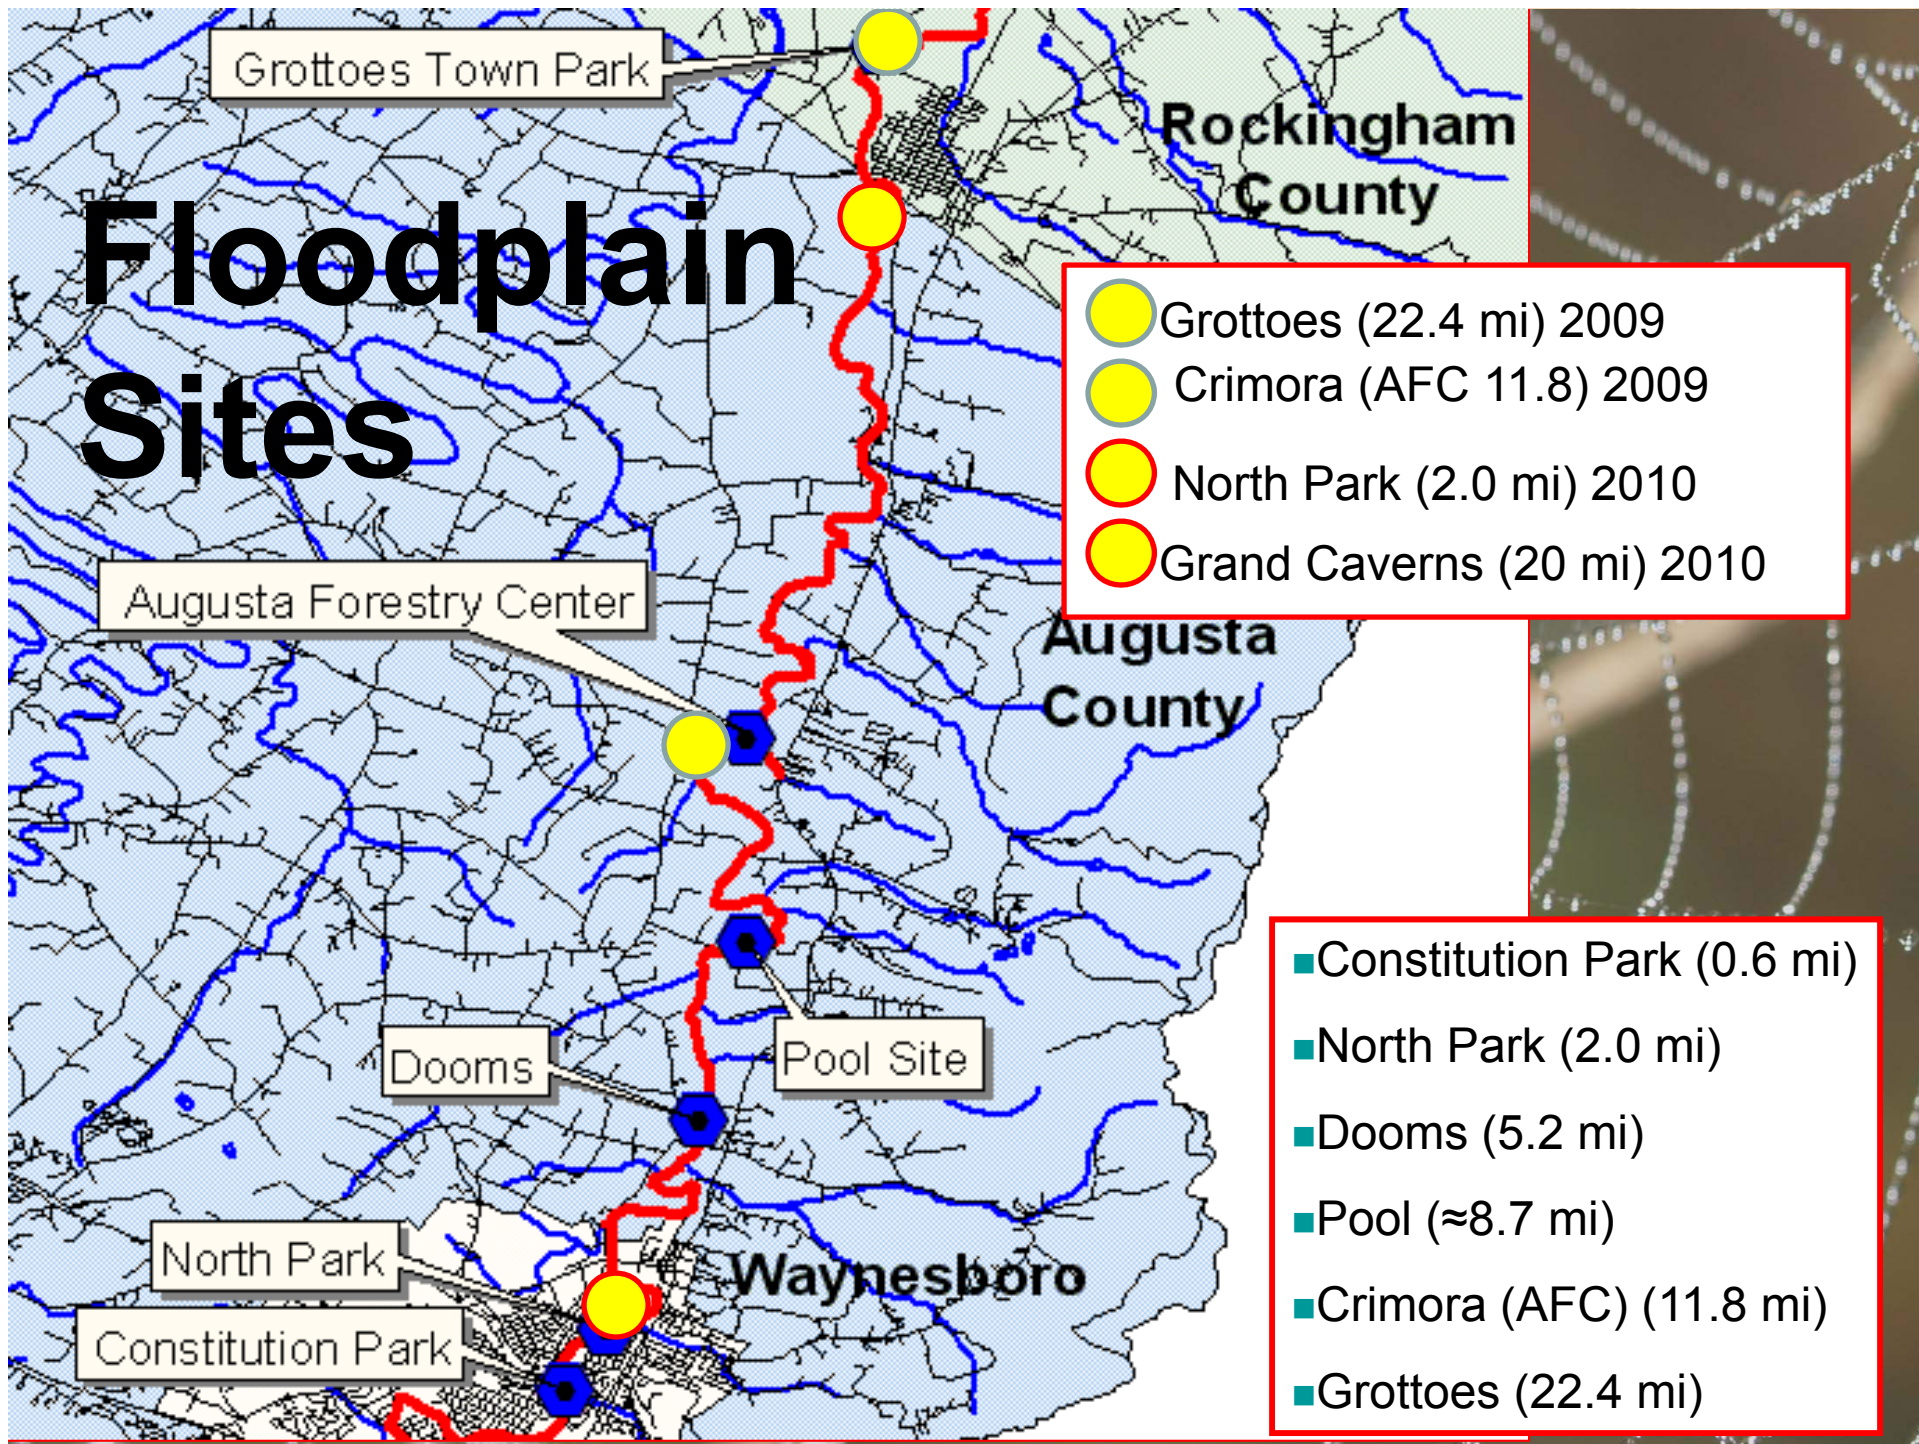 Grottoes Town Park
Rockingham
County
Floodplain
Sites
Grottoes (22.4 mi) 2009
Crimora (AFC 11.8) 2009
North Park (2.0 mi) 2010
Grand Caverns (20 mi) 2010
Augusta Forestry Center
Augusta
County
Dooms
Pool Site
North Park
Waynesboro
Constitution Park
▪Constitution Park (0.6 mi)
▪North Park (2.0 mi)
▪Dooms (5.2 mi)
▪Pool (≈8.7 mi)
▪Crimora (AFC) (11.8 mi)
▪Grottoes (22.4 mi)